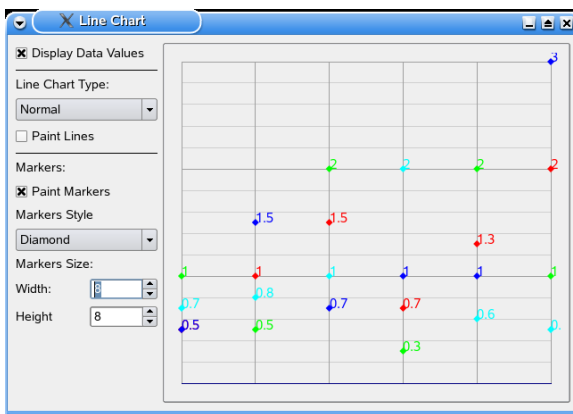 Line Chart
Display Data Values
Line Chart Type:
Normal
Paint Lines
Markers:
Paint Markers
Markers Style
Diamond
Markers Size:
Width: 8
Height 8
3
2 2 2 2
1.5 1.5
1.3
1 1 1 1 1 1
0.8
0.7 0.7 0.7
0.6
0.5 0.5 0.
0.3